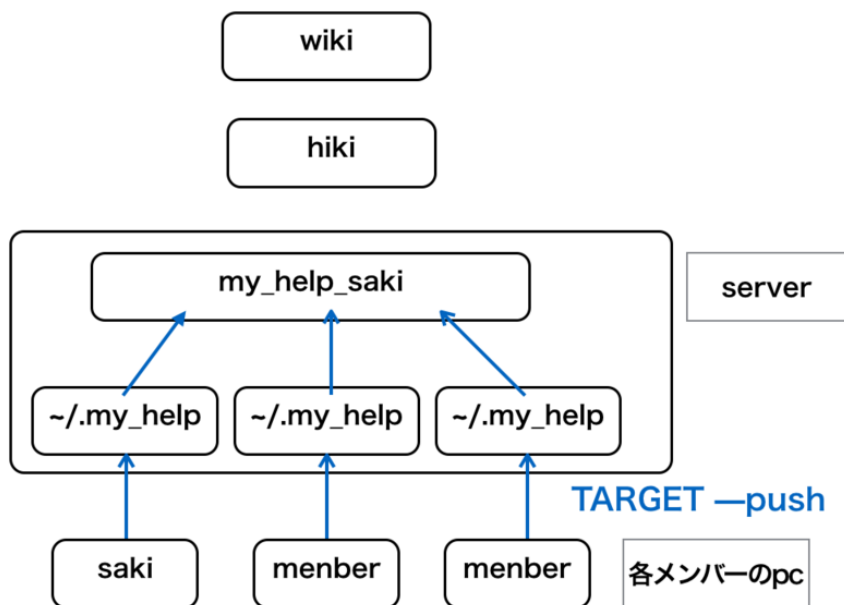 wiki
hiki
my_help_saki
server
~/.my_help
~/.my_help
~/.my_help
TARGET —push
saki
menber
menber
各メンバーのpc